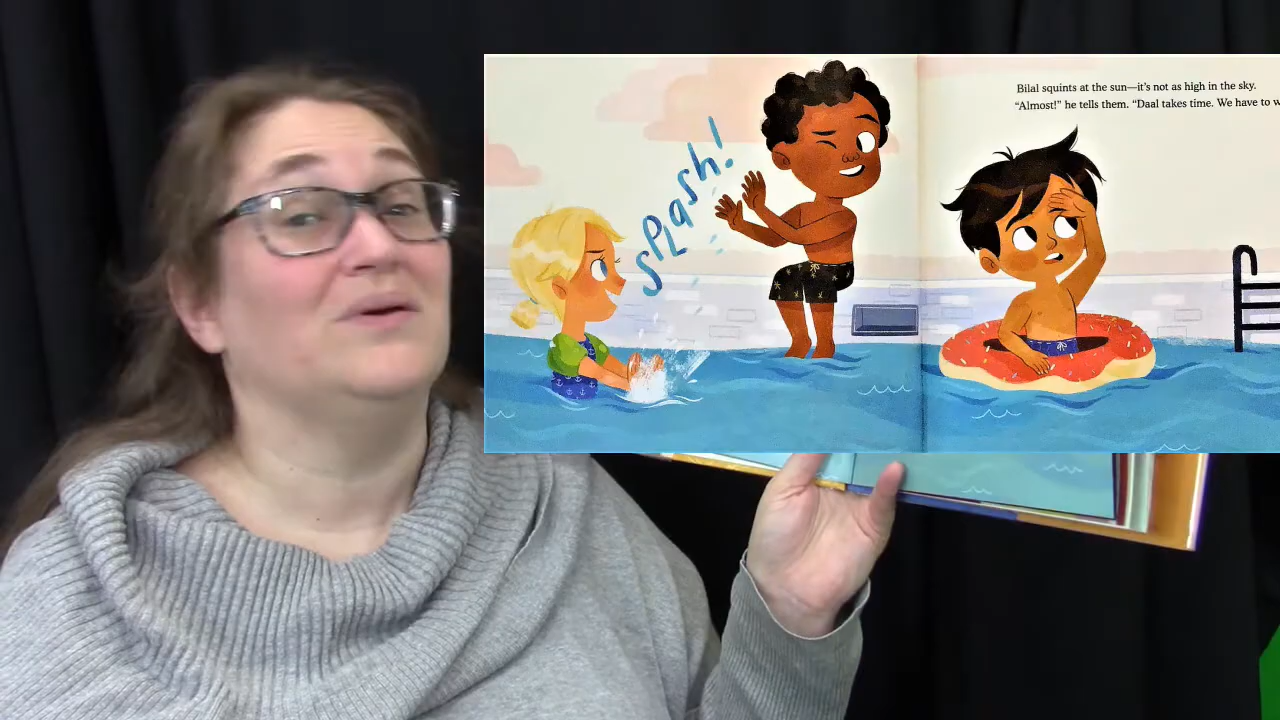 splash!
Bilal squints at the sun—it's not as high in the sky.
"Almost!" he tells them. "Daal takes time. We have to